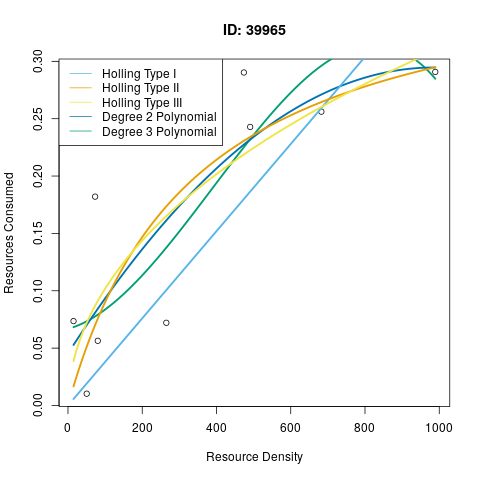 ID: 39965
Holling Type I
Holling Type II
Holling Type III
Degree 2 Polynomial
Degree 3 Polynomial
Resources Consumed
0.30
0.25
0.20
0.15
0.10
0.05
0.00
0 200 400 600 800 1000
Resource Density